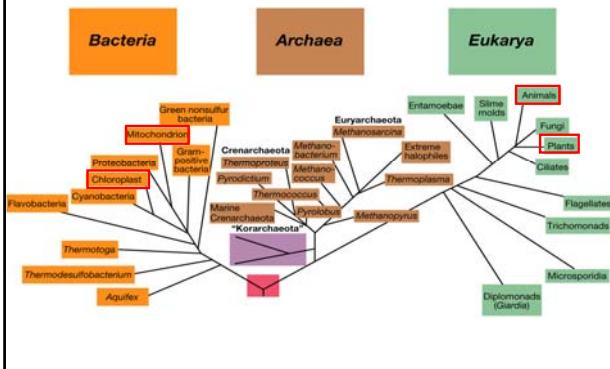 Bacteria
Archaea
Eukarya
Green nonsulfur
bacteria
Mitochondrion
Gram-
positive
bacteria
Proteobacteria
Chloroplast
Cyanobacteria
Flavobacteria
Thermotoga
Thermodesulfobacterium
Aquifex
Euryarchaeota
Methanosarcina
Crenarchaeota
Methano-
bacterium
Extreme
halophiles
Thermoproteus
Methano-
coccus
Pyrodictium
Thermoplasma
Thermococcus
Marine
Crenarchaeota
Pyrolobus
Methanopyrus
"Korarchaeota"
Entamoebae
Slime
molds
Animals
Fungi
Plants
Ciliates
Flagellates
Trichomonads
Microsporidia
Diplomonads
(Giardia)